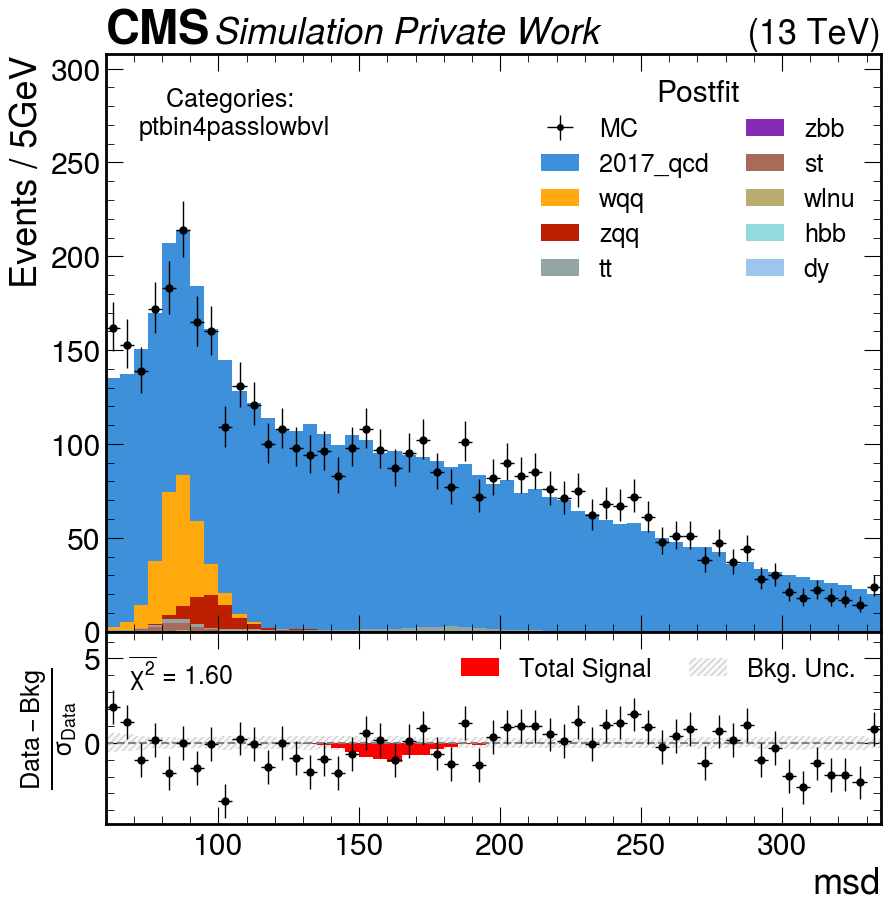 CMS Simulation Private Work (13 TeV)
Events / 5GeV
300
250
200
150
100
50
0
Categories:
ptbin4passlowbvl
Postfit
MC
2017_qcd
wqq
zqq
tt
zbb
st
wlnu
hbb
dy
Data − Bkg
σData
5
0
χ² = 1.60
Total Signal
Bkg. Unc.
100 150 200 250 300
msd